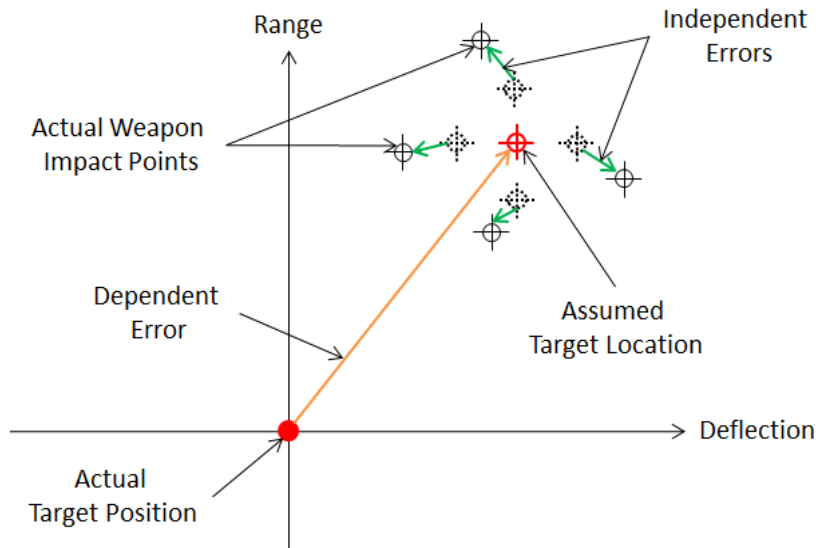 Range
Independent
Errors
Actual Weapon
Impact Points
Dependent
Error
Assumed
Target Location
Deflection
Actual
Target Position